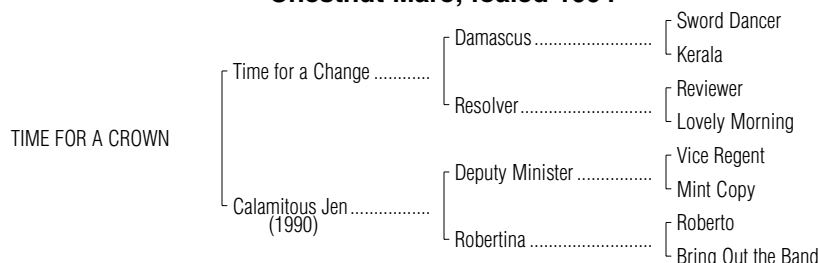 Chestnut Mare; foaled 1994
Sword Dancer
Damascus
Kerala
Time for a Change
Reviewer
Resolver
Lovely Morning
TIME FOR A CROWN
Vice Regent
Deputy Minister
Mint Copy
Calamitous Jen
(1990)
Roberto
Robertina
Bring Out the Band